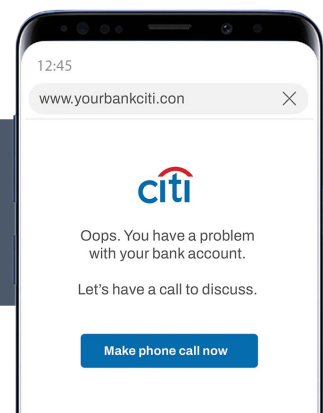 12:45
www.yourbankciti.con
citi
Oops. You have a problem
with your bank account.
Let's have a call to discuss.
Make phone call now